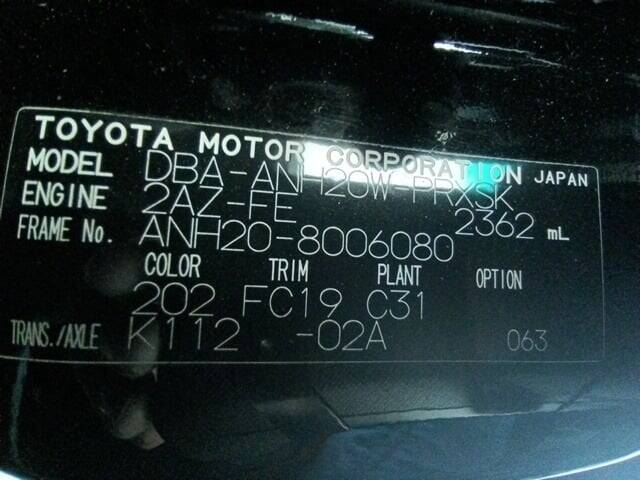 TOYOTA MOTOR CORPORATION JAPAN
MODEL DBA-ANH20W-PRXSK
ENGINE 2AZ-FE 2362 mL
FRAME No. ANH20-8006080
COLOR TRIM PLANT OPTION
202 FC19 C31
TRANS./AXLE K112 -02A 063